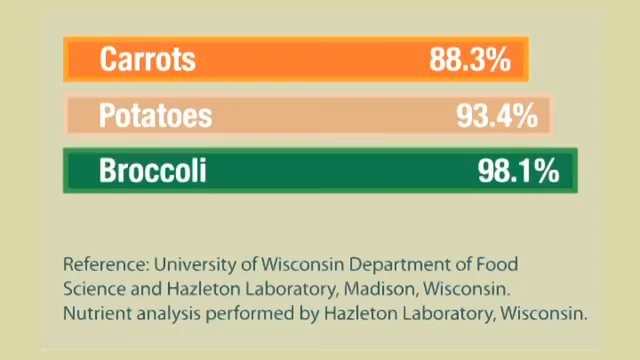 Carrots 88.3%
Potatoes 93.4%
Broccoli 98.1%
Reference: University of Wisconsin Department of Food
Science and Hazleton Laboratory, Madison, Wisconsin.
Nutrient analysis performed by Hazleton Laboratory, Wisconsin.